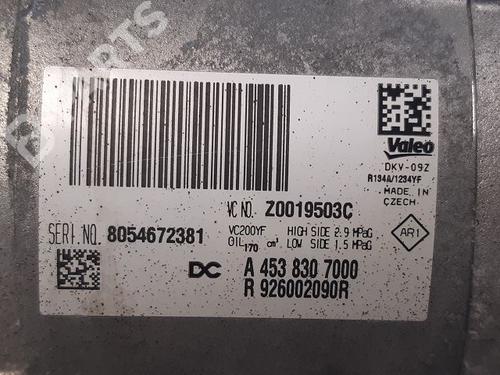 B PARTS
Valeo
DKV-09Z
R134A/1234YF
MADE IN
CZECH.
VC NO. Z0019503C
SERI.NO. 8054672381
VC200YF HIGH SIDE 2.9 MPaG
OIL 170 cm³ LOW SIDE 1.5 MPaG
AR1
DC A 453 830 7000
R 926002090R